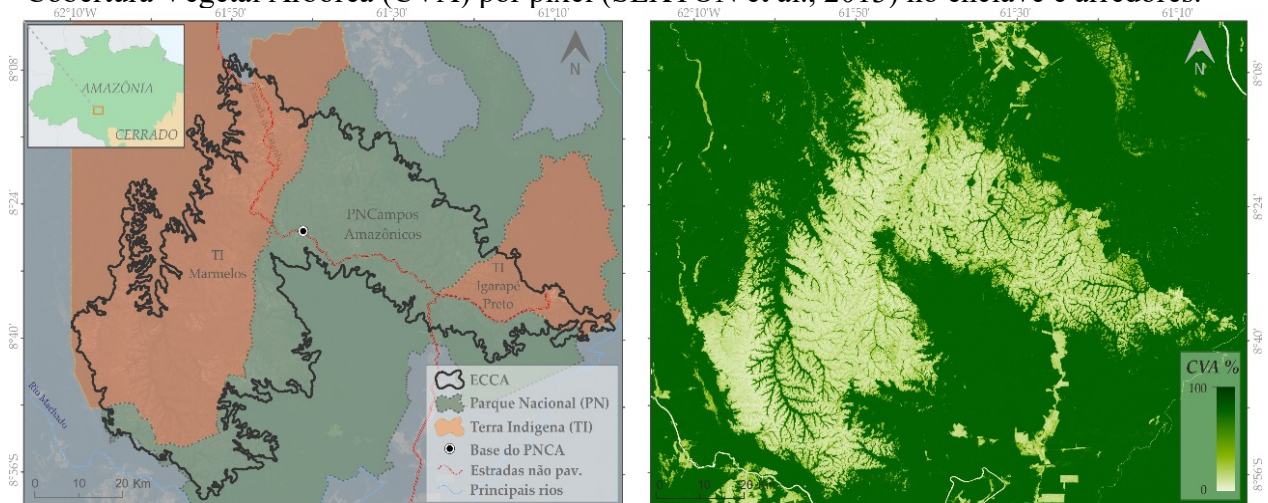 Cobertura Vegetal Arbórea (CVA) por pixel (SEXTON et al., 2013) no enclave e arredores.
62°10'W 61°50' 61°30' 61°10'
8°08'
8°24'
8°40'
8°56'S
AMAZÔNIA
CERRADO
N
PNCampos
Amazônicos
TI
Marmelos
TI
Igarapé
Preto
Rio Machado
ECCA
Parque Nacional (PN)
Terra Indígena (TI)
Base do PNCA
Estradas não pav.
Principais rios
0 10 20 Km
62°10'W 61°50' 61°30' 61°10'
8°08'
8°24'
8°40'
8°56'S
N
CVA %
100
0
0 10 20 Km